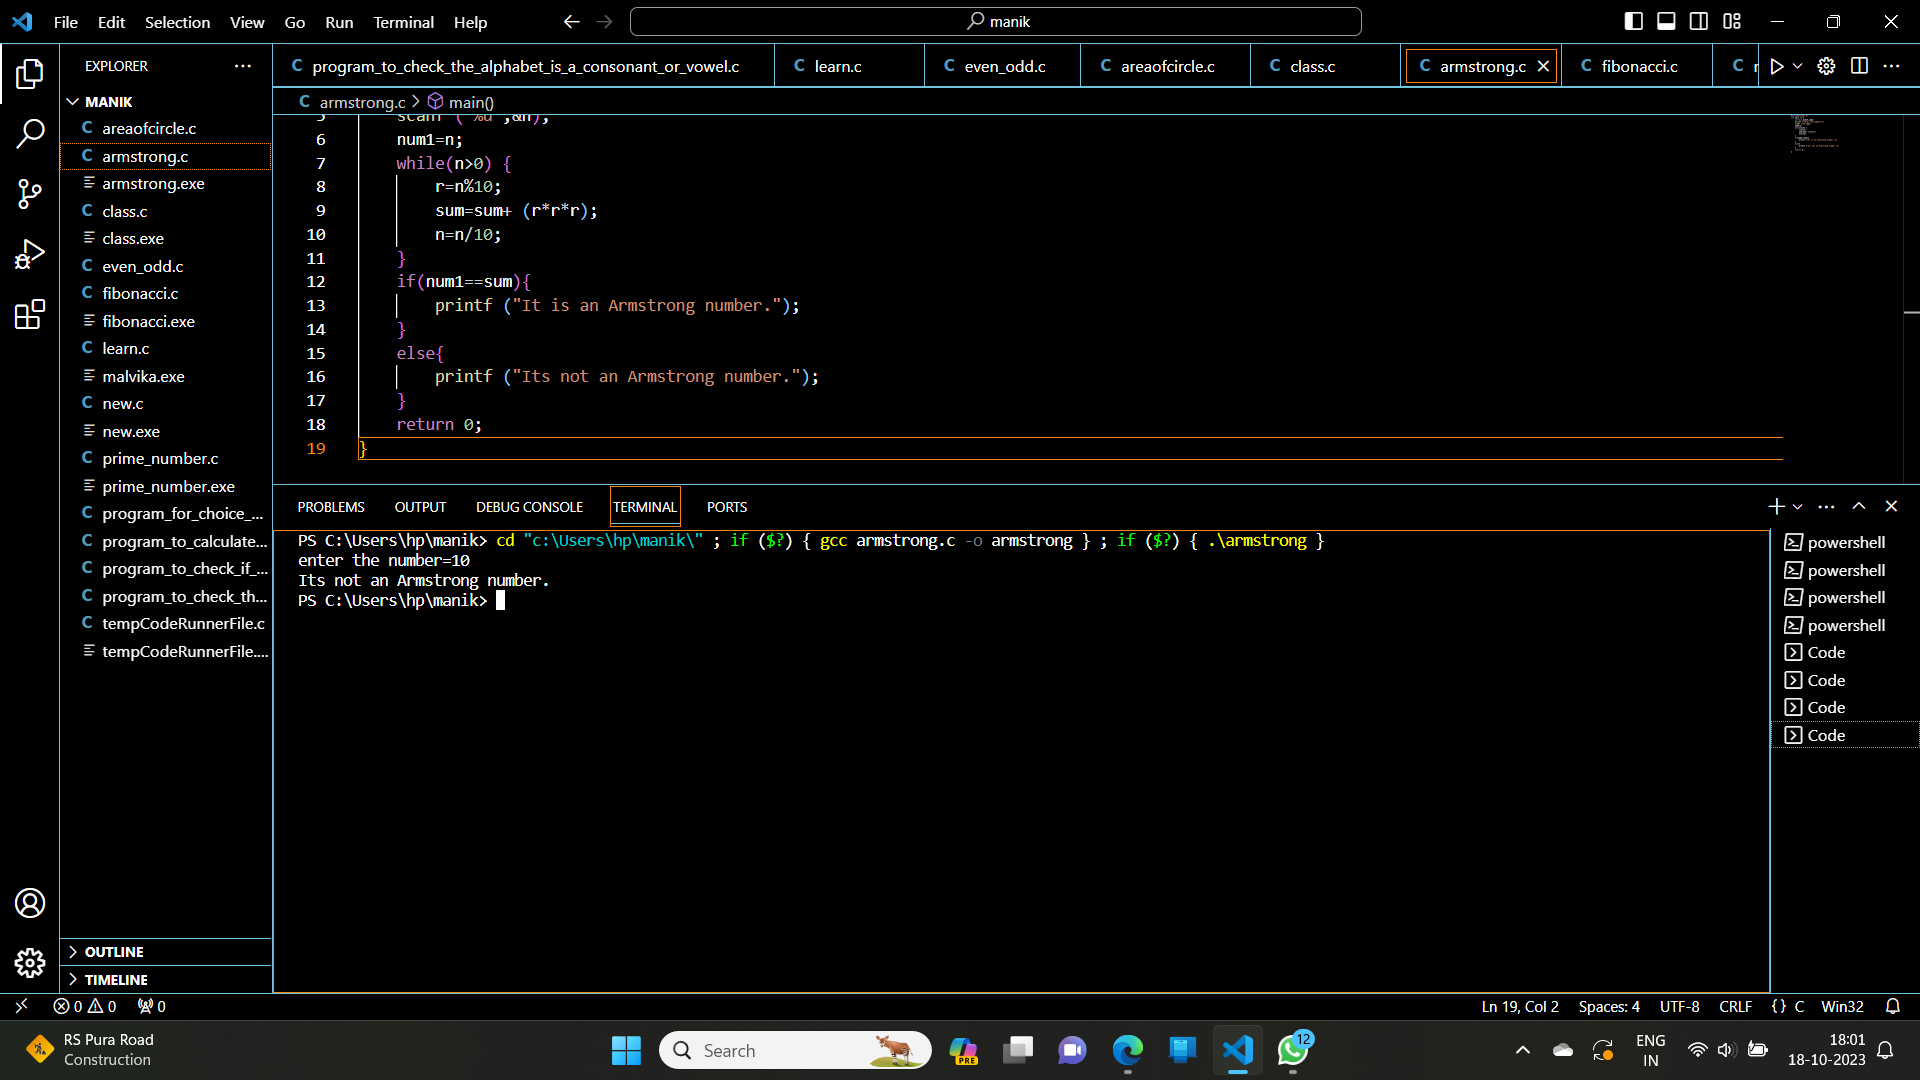 File Edit Selection View Go Run Terminal Help
manik
EXPLORER
MANIK
areaofcircle.c
armstrong.c
armstrong.exe
class.c
class.exe
even_odd.c
fibonacci.c
fibonacci.exe
learn.c
malvika.exe
new.c
new.exe
prime_number.c
prime_number.exe
program_for_choice_...
program_to_calculate...
program_to_check_if_...
program_to_check_th...
tempCodeRunnerFile.c
tempCodeRunnerFile....
OUTLINE
TIMELINE
C program_to_check_the_alphabet_is_a_consonant_or_vowel.c C learn.c C even_odd.c C areaofcircle.c C class.c C armstrong.c C fibonacci.c C
C armstrong.c > main()
5 scanf ("%d",&n);
6 num1=n;
7 while(n>0) {
8 r=n%10;
9 sum=sum+ (r*r*r);
10 n=n/10;
11 }
12 if(num1==sum){
13 printf ("It is an Armstrong number.");
14 }
15 else{
16 printf ("Its not an Armstrong number.");
17 }
18 return 0;
19 }
PROBLEMS OUTPUT DEBUG CONSOLE TERMINAL PORTS
PS C:\Users\hp\manik> cd "c:\Users\hp\manik\" ; if ($?) { gcc armstrong.c -o armstrong } ; if ($?) { .\armstrong }
enter the number=10
Its not an Armstrong number.
PS C:\Users\hp\manik>
powershell
powershell
powershell
powershell
Code
Code
Code
Code
0 0 0
Ln 19, Col 2 Spaces: 4 UTF-8 CRLF {} C Win32
RS Pura Road
Construction
Search
PRE
12
ENG
IN
18:01
18-10-2023